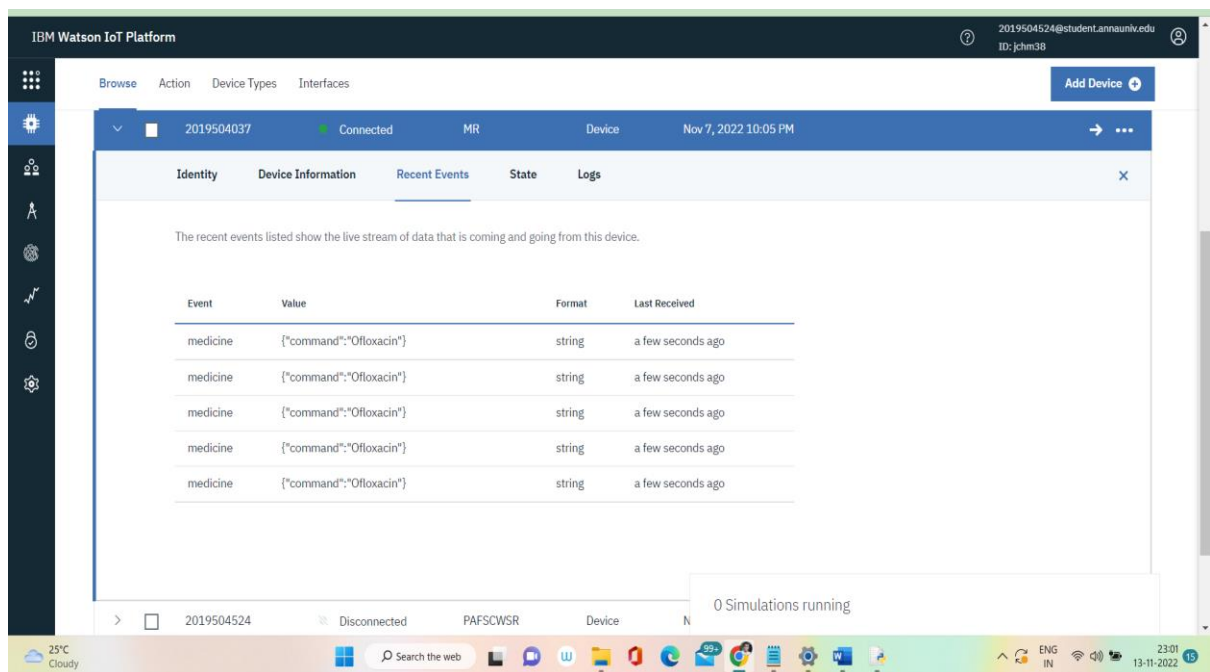 IBM Watson IoT Platform
2019504524@student.annauniv.edu
ID: jchm38
Browse Action Device Types Interfaces
Add Device
2019504037 Connected MR Device Nov 7, 2022 10:05 PM
Identity Device Information Recent Events State Logs
The recent events listed show the live stream of data that is coming and going from this device.
Event Value Format Last Received
medicine {"command":"Ofloxacin"} string a few seconds ago
medicine {"command":"Ofloxacin"} string a few seconds ago
medicine {"command":"Ofloxacin"} string a few seconds ago
medicine {"command":"Ofloxacin"} string a few seconds ago
medicine {"command":"Ofloxacin"} string a few seconds ago
0 Simulations running
2019504524 Disconnected PAFSCWSR Device N
25°C
Cloudy
Search the web
99+
ENG
IN
23:01
13-11-2022
15